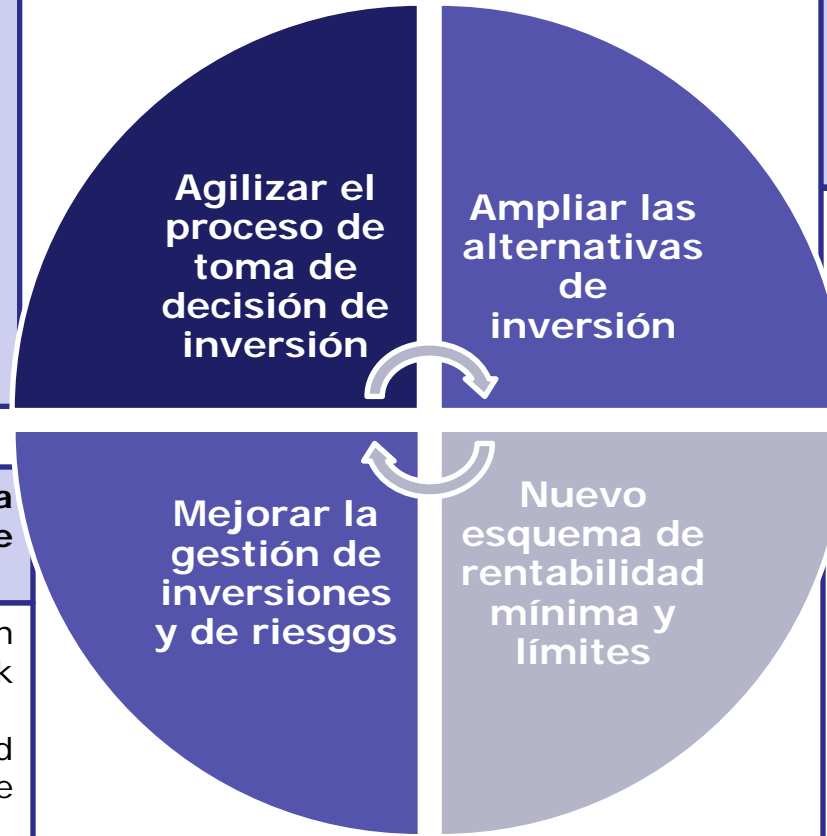 Agilizar el
proceso de
toma de
decisión de
inversión
Ampliar las
alternativas
de
inversión
Mejorar la
gestión de
inversiones
y de riesgos
Nuevo
esquema de
rentabilidad
mínima y
límites